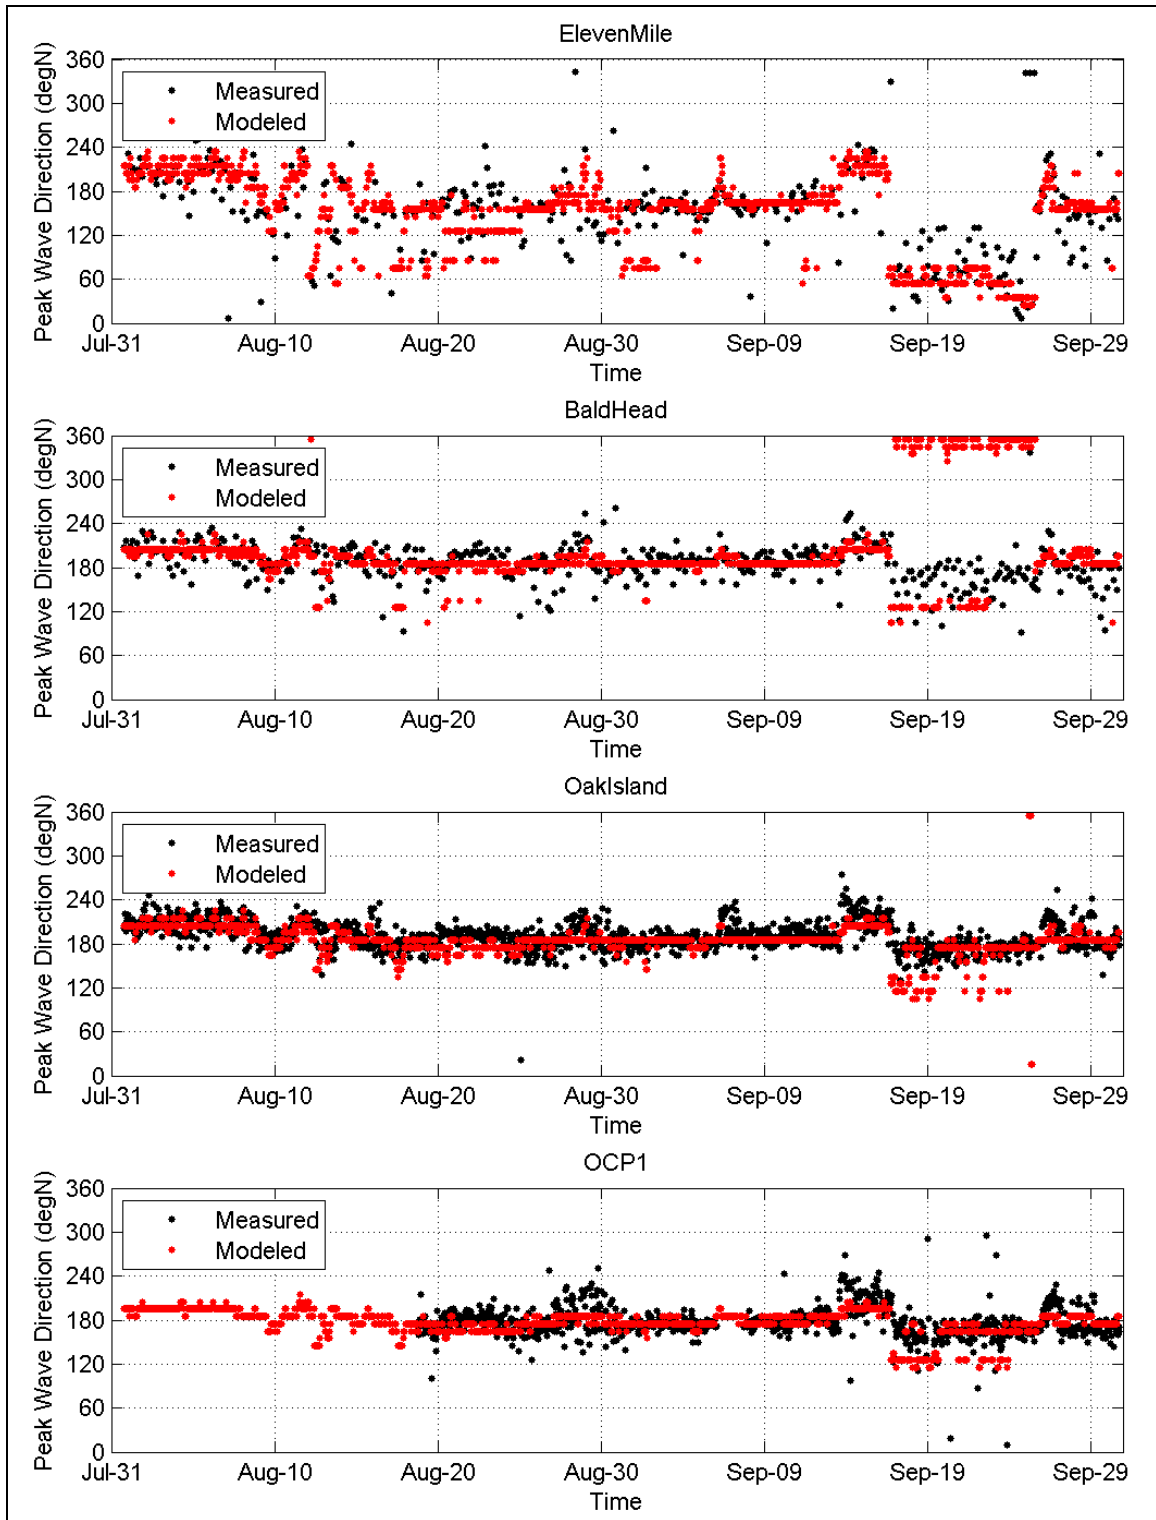 ElevenMile
Peak Wave Direction (degN)
360
300
240
180
120
60
0
Measured
Modeled
Jul-31 Aug-10 Aug-20 Aug-30 Sep-09 Sep-19 Sep-29
Time
BaldHead
Peak Wave Direction (degN)
360
300
240
180
120
60
0
Measured
Modeled
Jul-31 Aug-10 Aug-20 Aug-30 Sep-09 Sep-19 Sep-29
Time
OakIsland
Peak Wave Direction (degN)
360
300
240
180
120
60
0
Measured
Modeled
Jul-31 Aug-10 Aug-20 Aug-30 Sep-09 Sep-19 Sep-29
Time
OCP1
Peak Wave Direction (degN)
360
300
240
180
120
60
0
Measured
Modeled
Jul-31 Aug-10 Aug-20 Aug-30 Sep-09 Sep-19 Sep-29
Time